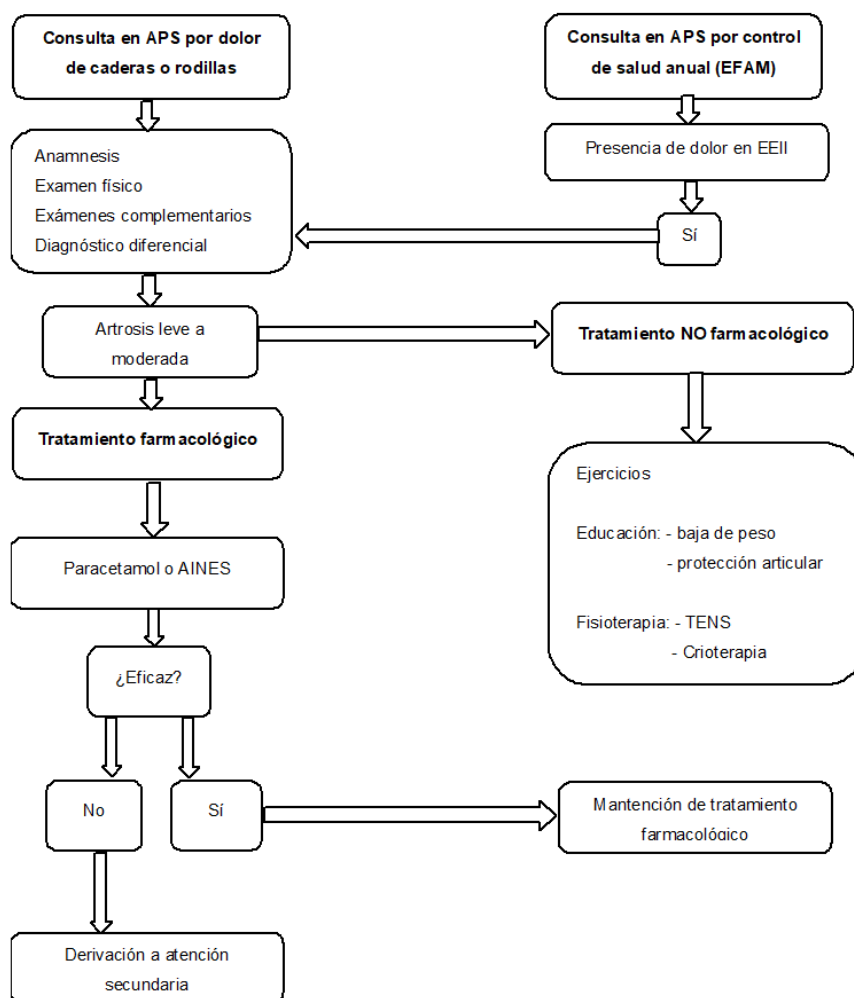 Consulta en APS por dolor
de caderas o rodillas
Consulta en APS por control
de salud anual (EFAM)
Anamnesis
Examen físico
Exámenes complementarios
Diagnóstico diferencial
Presencia de dolor en EEII
Sí
Artrosis leve a
moderada
Tratamiento NO farmacológico
Tratamiento farmacológico
Ejercicios
Educación: - baja de peso
- protección articular
Fisioterapia: - TENS
- Crioterapia
Paracetamol o AINES
¿Eficaz?
No
Sí
Mantención de tratamiento
farmacológico
Derivación a atención
secundaria